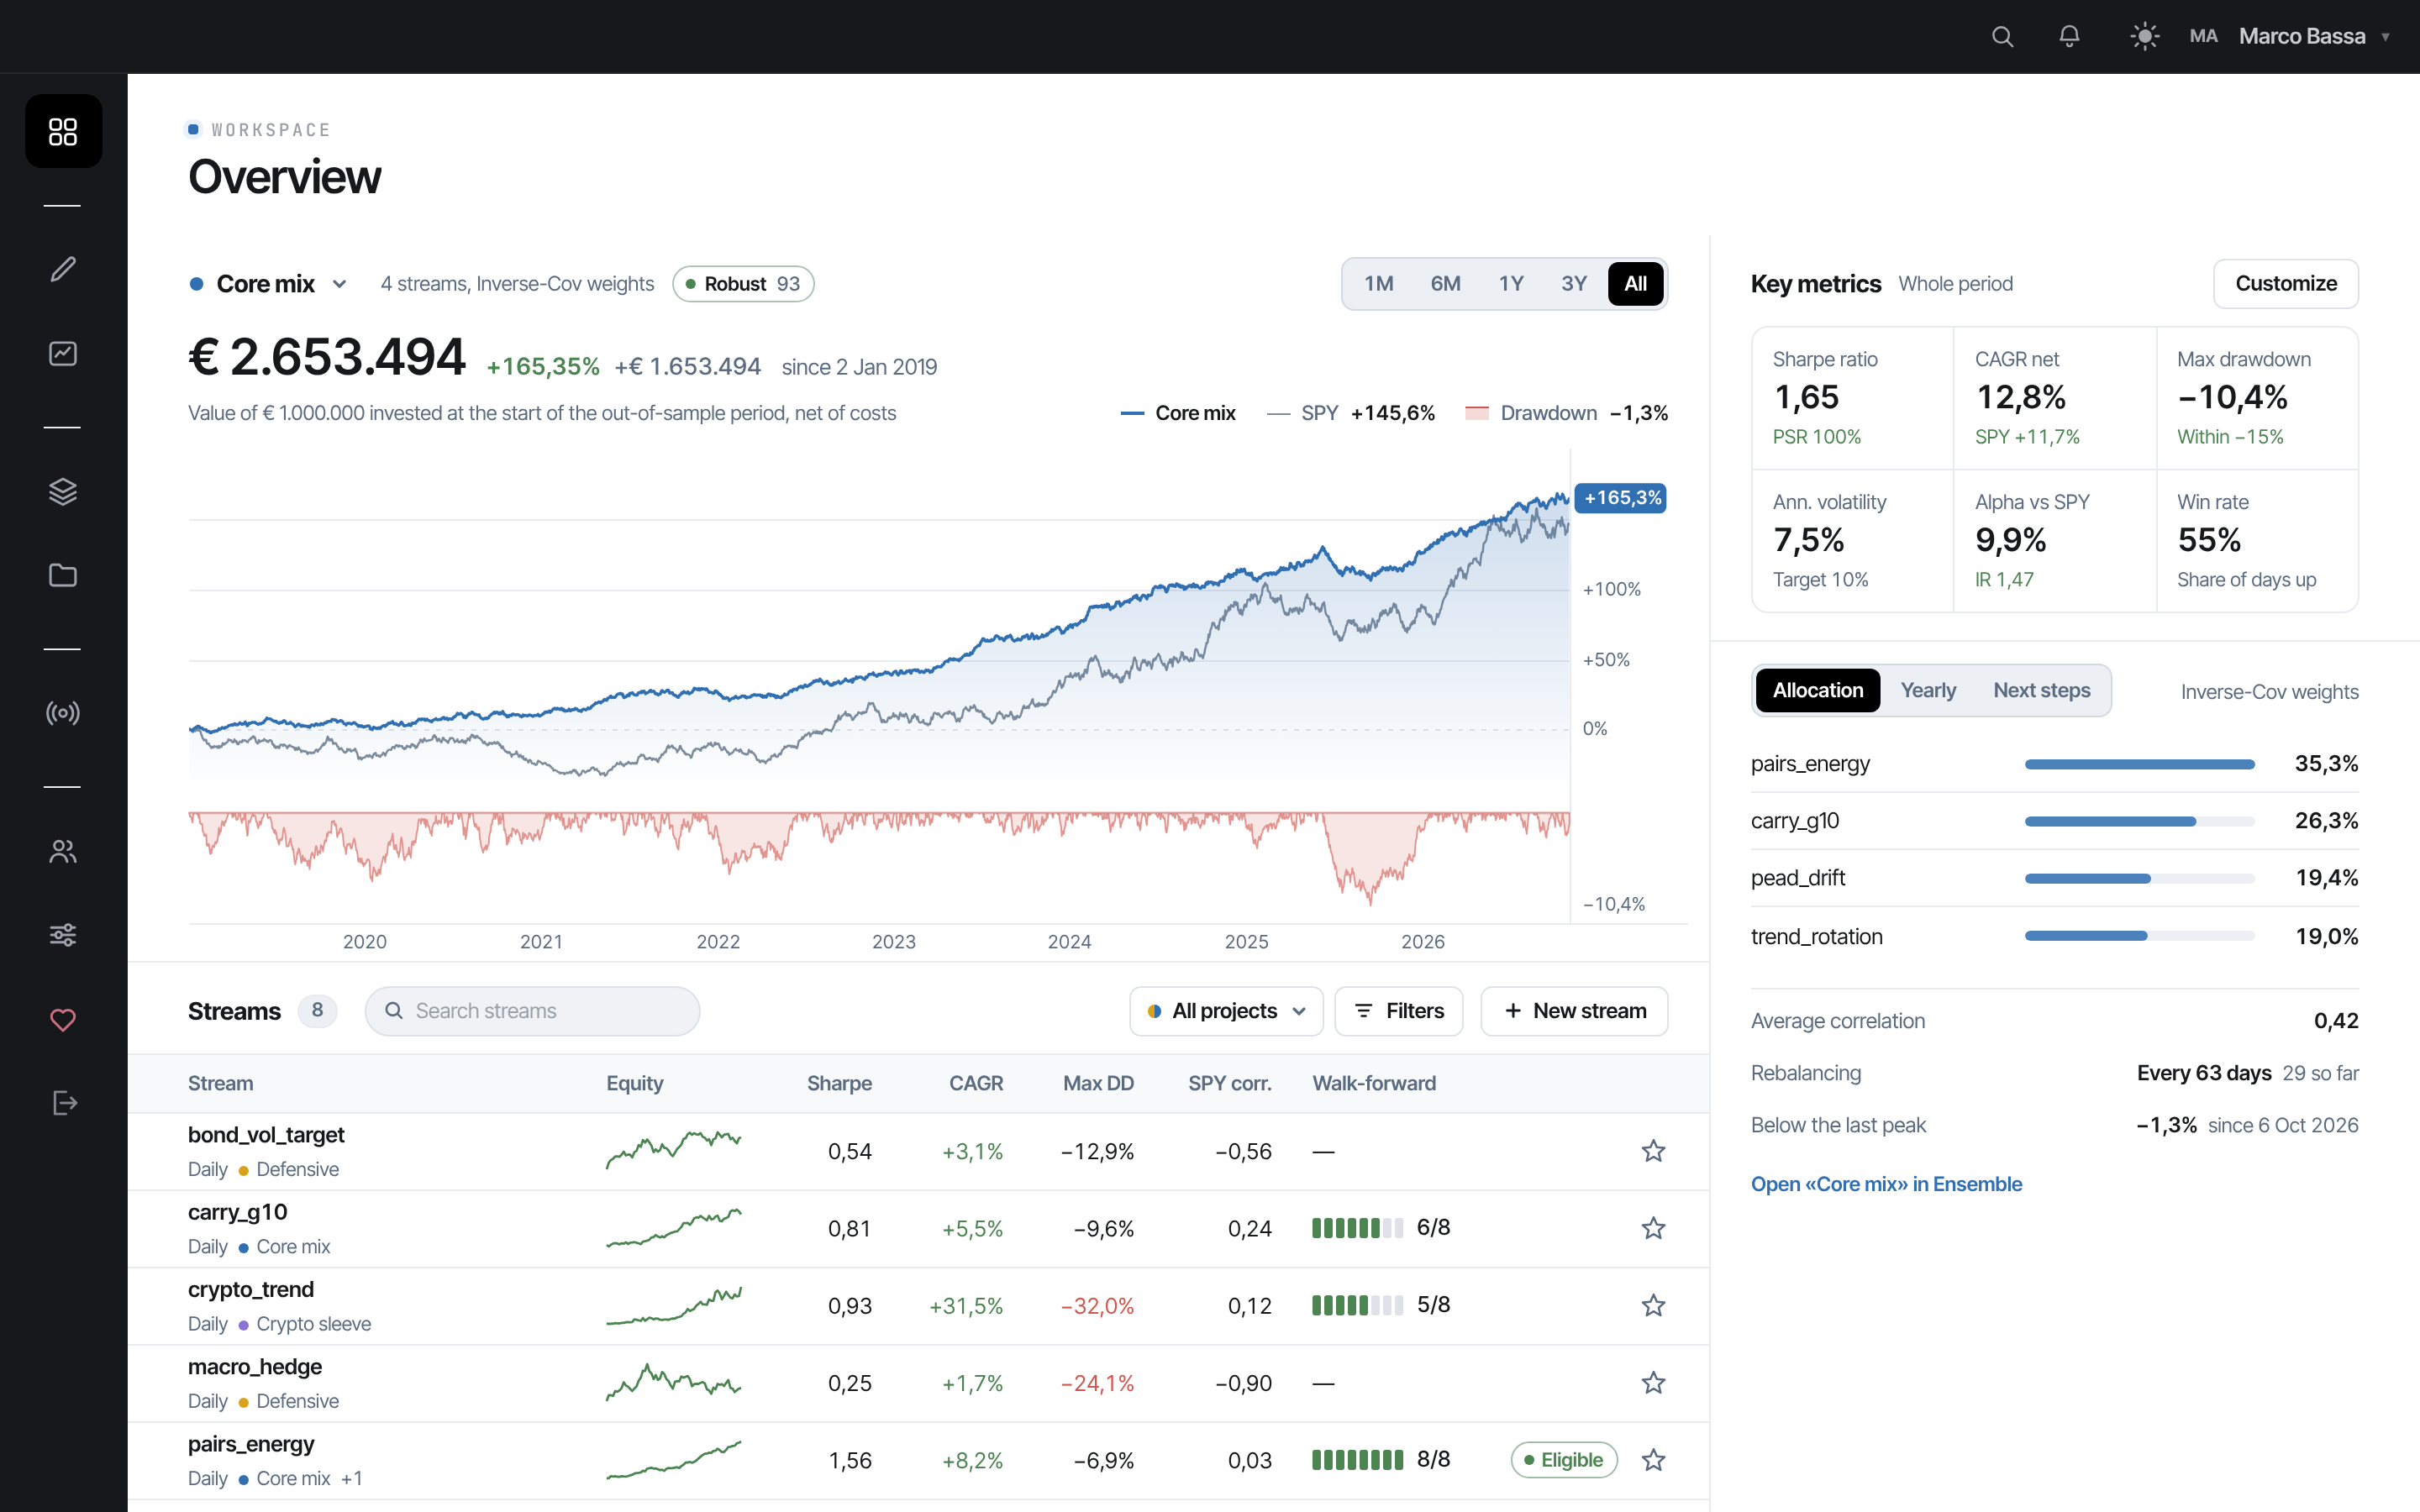 MA Marco Bassa
WORKSPACE
Overview
Core mix 4 streams, Inverse-Cov weights Robust 93
1M 6M 1Y 3Y All
€ 2.653.494 +165,35% +€ 1.653.494 since 2 Jan 2019
Value of € 1.000.000 invested at the start of the out-of-sample period, net of costs
Core mix SPY +145,6% Drawdown −1,3%
+165,3%
+100%
+50%
0%
−10,4%
2020 2021 2022 2023 2024 2025 2026
Key metrics Whole period Customize
Sharpe ratio CAGR net Max drawdown
1,65 12,8% −10,4%
PSR 100% SPY +11,7% Within −15%
Ann. volatility Alpha vs SPY Win rate
7,5% 9,9% 55%
Target 10% IR 1,47 Share of days up
Allocation Yearly Next steps Inverse-Cov weights
pairs_energy 35,3%
carry_g10 26,3%
pead_drift 19,4%
trend_rotation 19,0%
Average correlation 0,42
Rebalancing Every 63 days 29 so far
Below the last peak −1,3% since 6 Oct 2026
Open «Core mix» in Ensemble
Streams 8 Search streams All projects Filters + New stream
Stream Equity Sharpe CAGR Max DD SPY corr. Walk-forward
bond_vol_target
Daily Defensive
0,54 +3,1% −12,9% −0,56 —
carry_g10
Daily Core mix
0,81 +5,5% −9,6% 0,24 6/8
crypto_trend
Daily Crypto sleeve
0,93 +31,5% −32,0% 0,12 5/8
macro_hedge
Daily Defensive
0,25 +1,7% −24,1% −0,90 —
pairs_energy
Daily Core mix +1
1,56 +8,2% −6,9% 0,03 8/8 Eligible